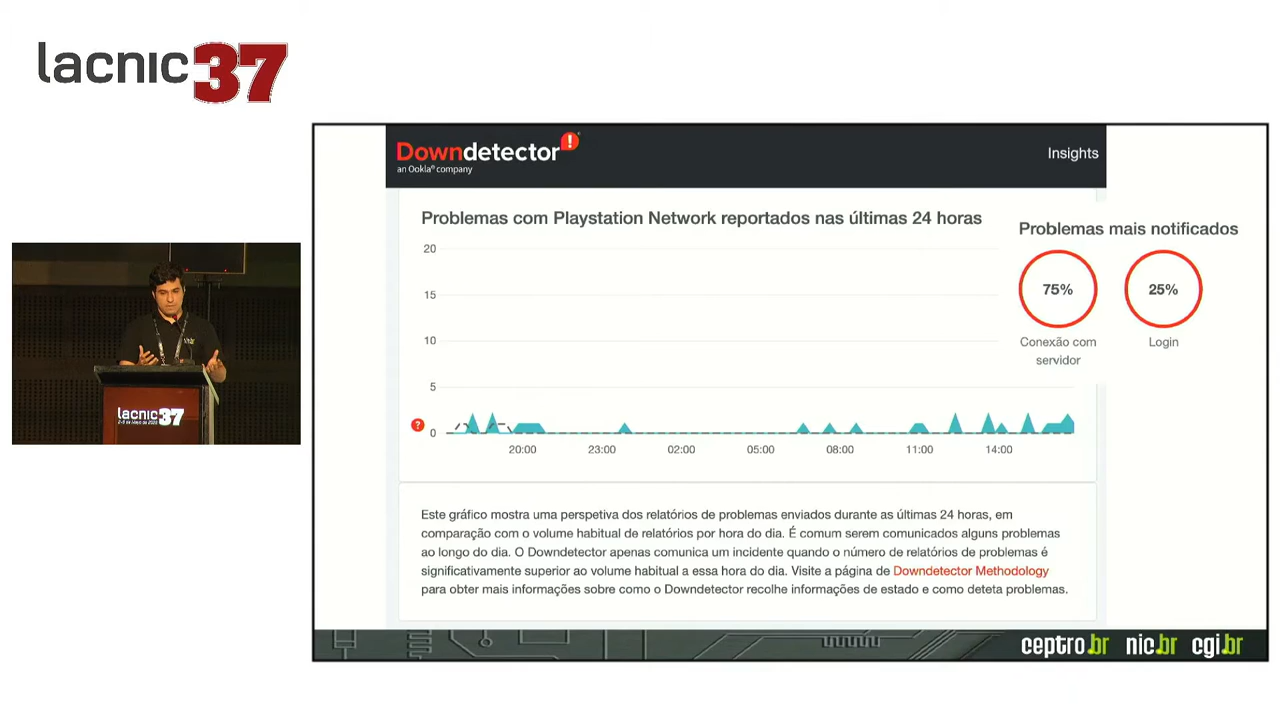 lacnic 37
Downdetector!
an Ookla® company
Insights
Problemas com Playstation Network reportados nas últimas 24 horas
Problemas mais notificados
75%
25%
Conexão com
servidor
Login
20
15
10
5
?
0
20:00
23:00
02:00
05:00
08:00
11:00
14:00
Este gráfico mostra uma perspetiva dos relatórios de problemas enviados durante as últimas 24 horas, em
comparação com o volume habitual de relatórios por hora do dia. É comum serem comunicados alguns problemas
ao longo do dia. O Downdetector apenas comunica um incidente quando o número de relatórios de problemas é
significativamente superior ao volume habitual a essa hora do dia. Visite a página de Downdetector Methodology
para obter mais informações sobre como o Downdetector recolhe informações de estado e como deteta problemas.
lacnic 37
ceptro.br nic.br cgi.br